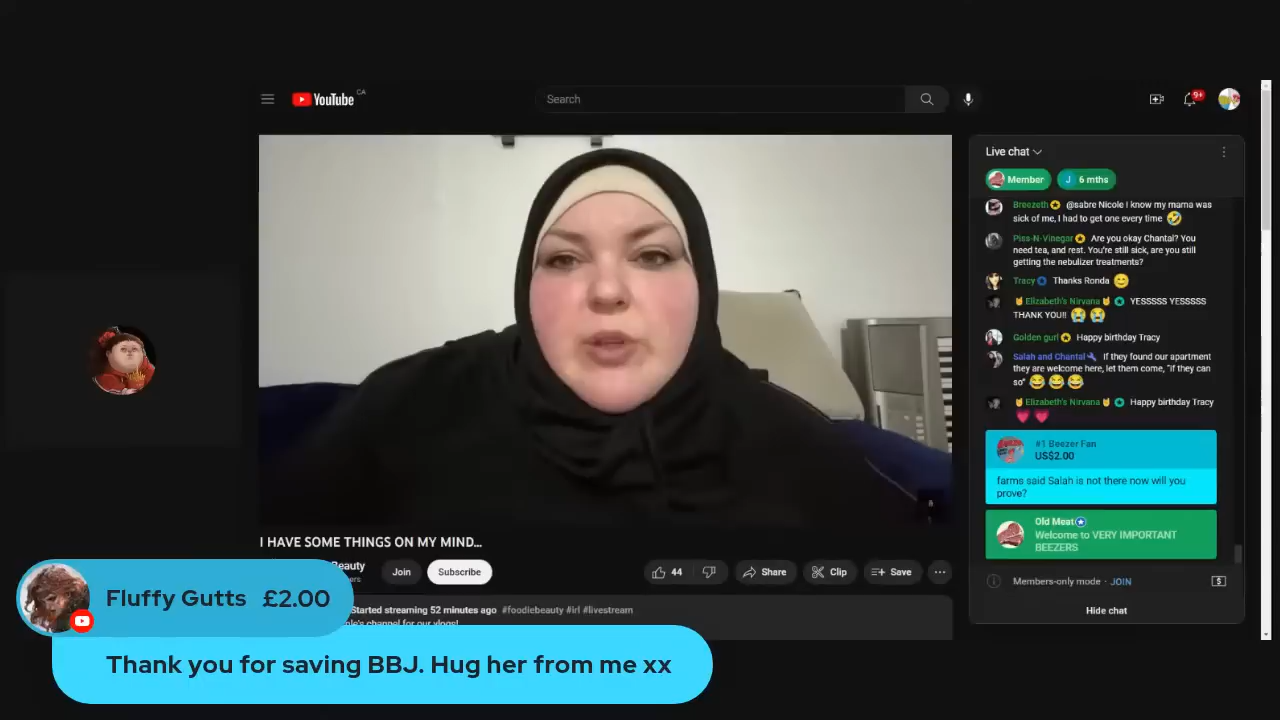 YouTube CA
Search
9+
Live chat
Member
J 6 mths
Breezeth @sabre Nicole I know my mama was
sick of me, I had to get one every time
Piss-N-Vinegar Are you okay Chantal? You
need tea, and rest. You're still sick, are you still
getting the nebulizer treatments?
Tracy Thanks Ronda
Elizabeth's Nirvana YESSSSS YESSSS
THANK YOU!!
Golden gurl Happy birthday Tracy
Salah and Chantal If they found our apartment
they are welcome here, let them come, "if they can
so"
Elizabeth's Nirvana Happy birthday Tracy
#1 Beezer Fan
US$2.00
farms said Salah is not there now will you
prove?
Old Meat
Welcome to VERY IMPORTANT
BEEZERS
Members-only mode · JOIN
Hide chat
I HAVE SOME THINGS ON MY MIND...
Beauty
Join
Subscribe
44
Share
Clip
Save
Started streaming 52 minutes ago #foodiebeauty #irl #livestream
channel for our vlogs!
Fluffy Gutts £2.00
Thank you for saving BBJ. Hug her from me xx